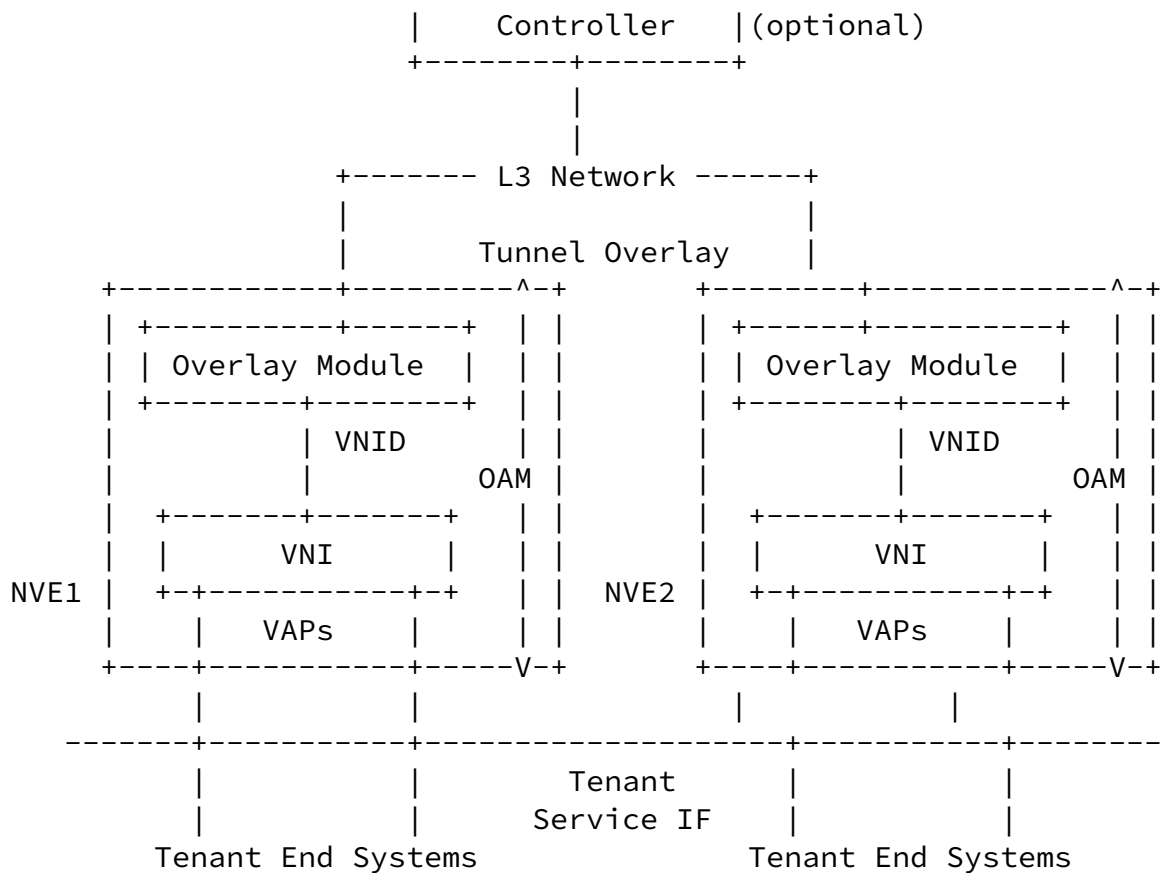 Controller (optional)
L3 Network
Tunnel Overlay
Overlay Module Overlay Module
VNID VNID
OAM OAM
VNI VNI
NVE1 NVE2
VAPs VAPs
Tenant
Service IF
Tenant End Systems Tenant End Systems